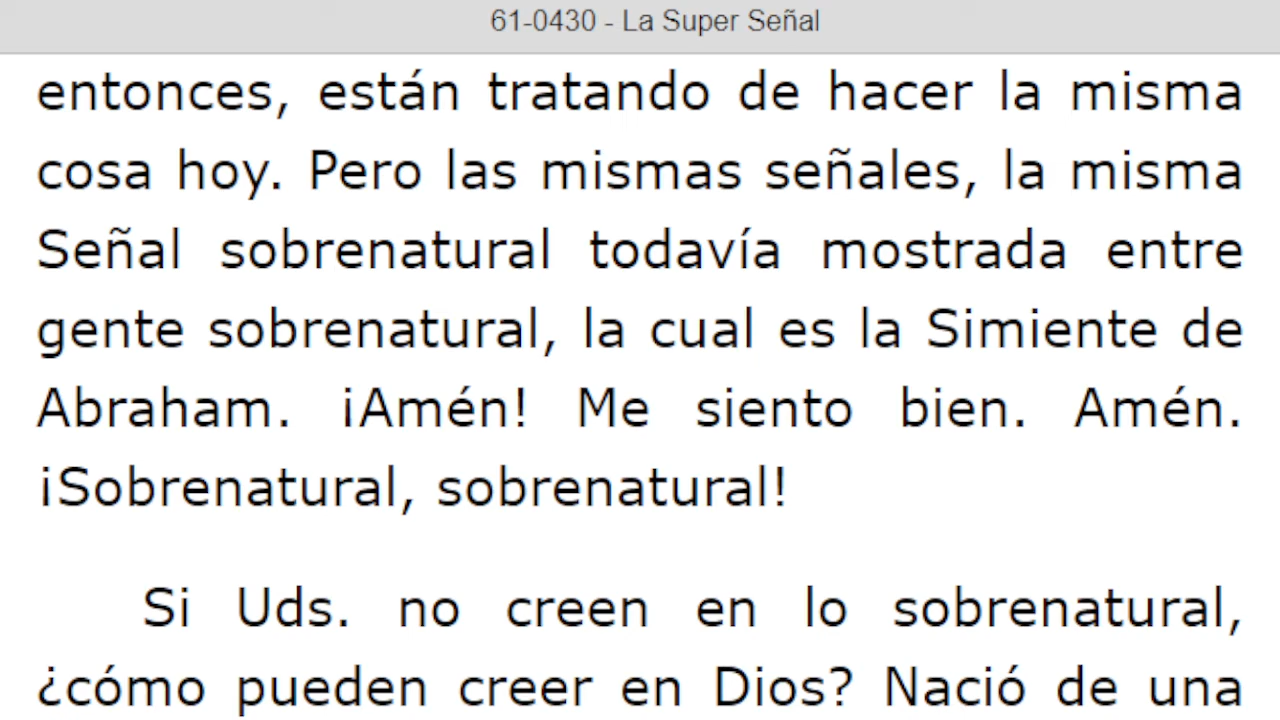 61-0430 - La Super Señal
entonces, están tratando de hacer la misma
cosa hoy. Pero las mismas señales, la misma
Señal sobrenatural todavía mostrada entre
gente sobrenatural, la cual es la Simiente de
Abraham. ¡Amén! Me siento bien. Amén.
¡Sobrenatural, sobrenatural!
Si Uds. no creen en lo sobrenatural,
¿cómo pueden creer en Dios? Nació de una